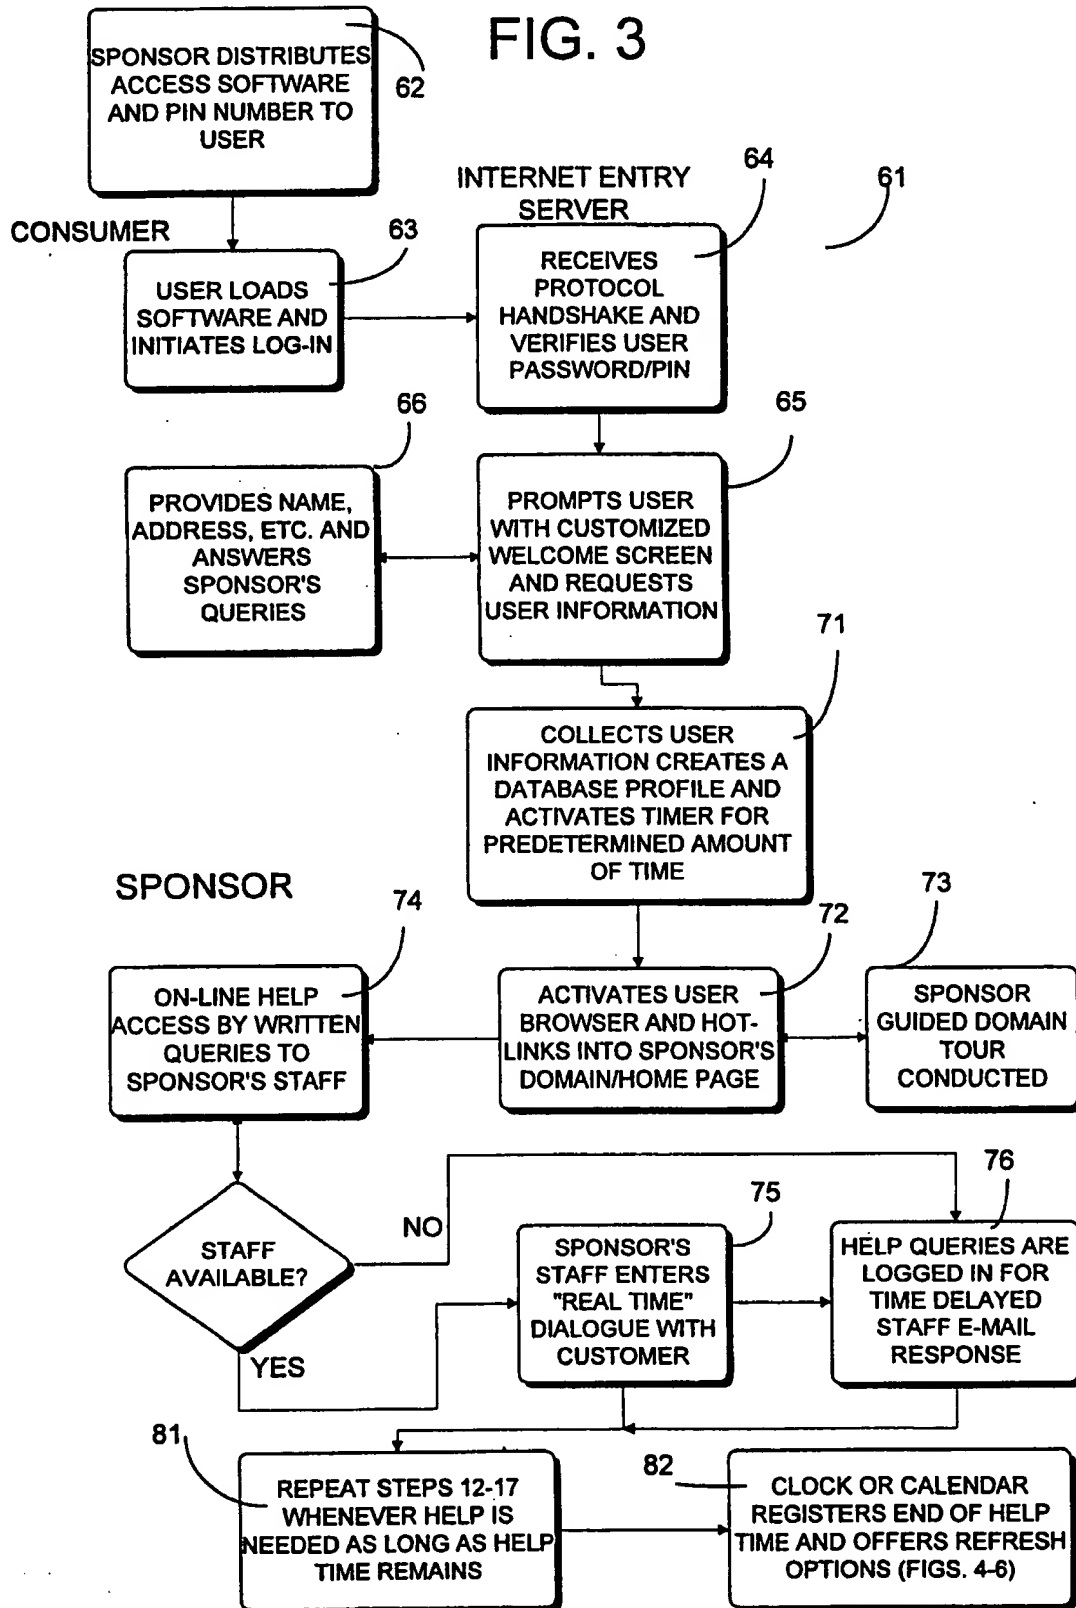 FIG. 3
SPONSOR DISTRIBUTES
ACCESS SOFTWARE
AND PIN NUMBER TO
USER
62
CONSUMER
63
USER LOADS
SOFTWARE AND
INITIATES LOG-IN
INTERNET ENTRY
SERVER
64
61
RECEIVES
PROTOCOL
HANDSHAKE AND
VERIFIES USER
PASSWORD/PIN
66
PROVIDES NAME,
ADDRESS, ETC. AND
ANSWERS
SPONSOR'S
QUERIES
65
PROMPTS USER
WITH CUSTOMIZED
WELCOME SCREEN
AND REQUESTS
USER INFORMATION
71
COLLECTS USER
INFORMATION CREATES A
DATABASE PROFILE AND
ACTIVATES TIMER FOR
PREDETERMINED AMOUNT
OF TIME
SPONSOR
74
ON-LINE HELP
ACCESS BY WRITTEN
QUERIES TO
SPONSOR'S STAFF
72
ACTIVATES USER
BROWSER AND HOT-
LINKS INTO SPONSOR'S
DOMAIN/HOME PAGE
73
SPONSOR
GUIDED DOMAIN
TOUR
CONDUCTED
STAFF
AVAILABLE?
NO
YES
75
SPONSOR'S
STAFF ENTERS
"REAL TIME"
DIALOGUE WITH
CUSTOMER
76
HELP QUERIES ARE
LOGGED IN FOR
TIME DELAYED
STAFF E-MAIL
RESPONSE
81
REPEAT STEPS 12-17
WHENEVER HELP IS
NEEDED AS LONG AS HELP
TIME REMAINS
82
CLOCK OR CALENDAR
REGISTERS END OF HELP
TIME AND OFFERS REFRESH
OPTIONS (FIGS. 4-6)